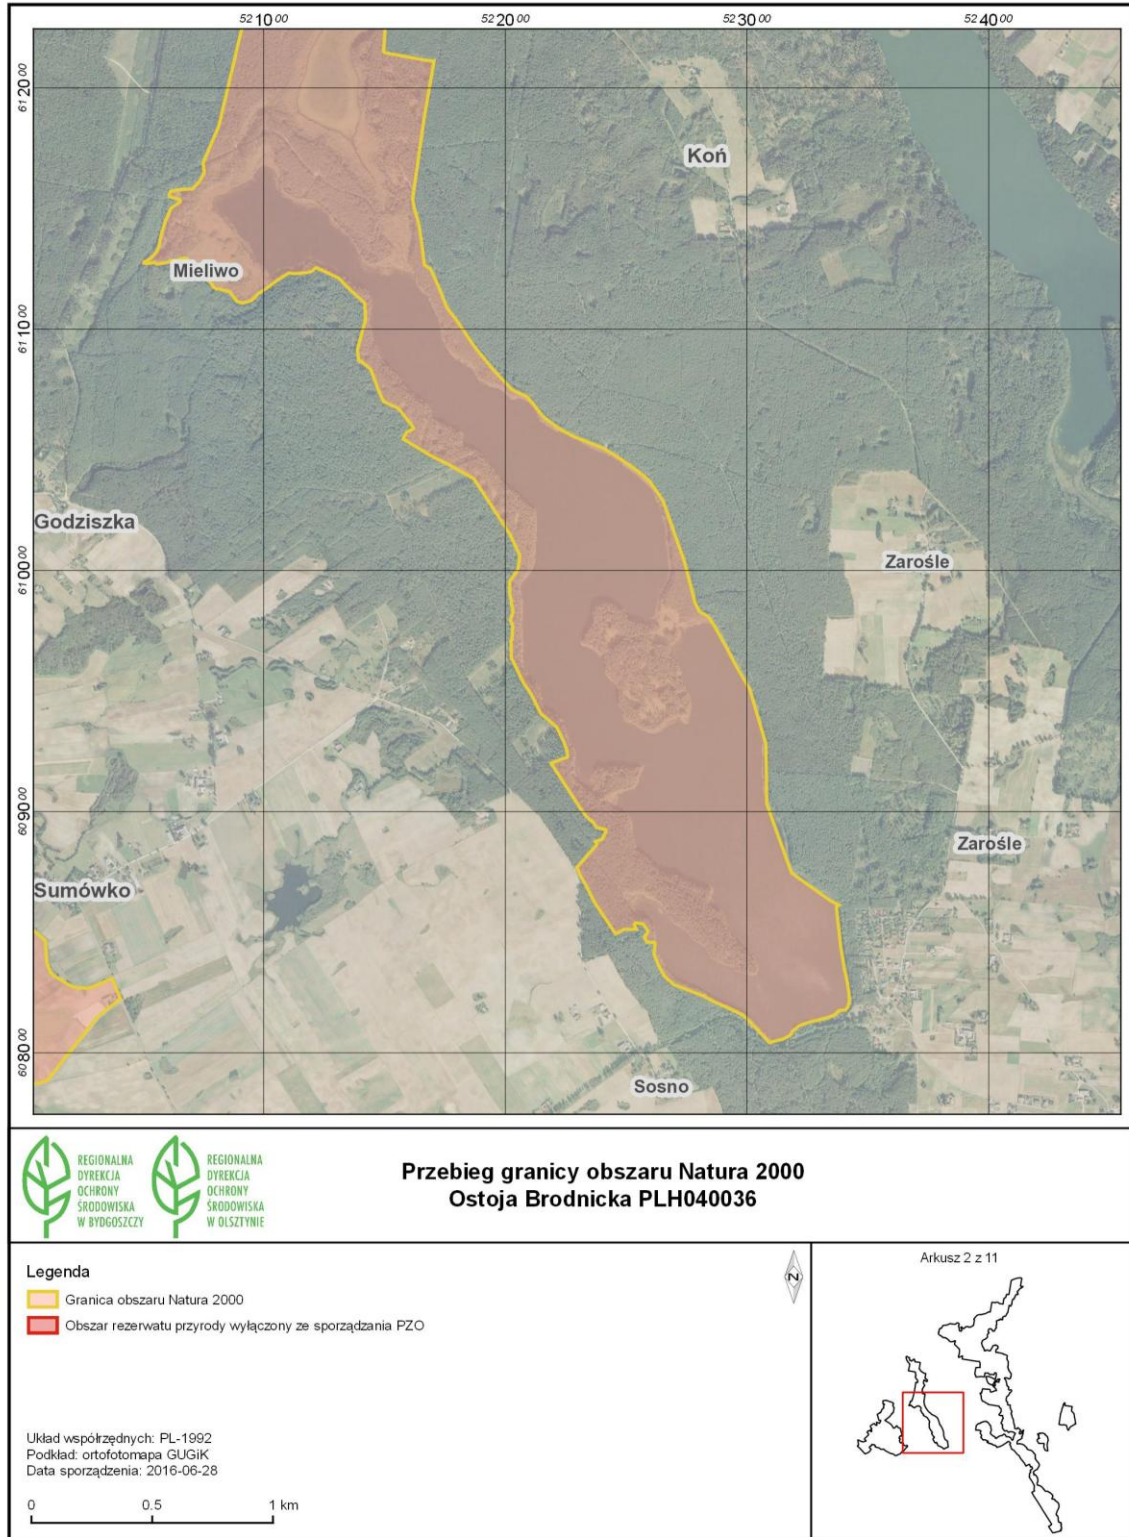 52 10 00
52 20 00
52 30 00
52 40 00
61 20 00
Koń
Mieliwo
61 10 00
Godziszka
Zarośle
61 00 00
60 90 00
Zarośle
Sumówko
60 80 00
Sosno
REGIONALNA
DYREKCJA
OCHRONY
ŚRODOWISKA
W BYDGOSZCZY
REGIONALNA
DYREKCJA
OCHRONY
ŚRODOWISKA
W OLSZTYNIE
Przebieg granicy obszaru Natura 2000
Ostoja Brodnicka PLH040036
Legenda
Granica obszaru Natura 2000
Obszar rezerwatu przyrody wyłączony ze sporządzania PZO
N
Arkusz 2 z 11
Układ współrzędnych: PL-1992
Podkład: ortofotomapa GUGiK
Data sporządzenia: 2016-06-28
0 0.5 1 km